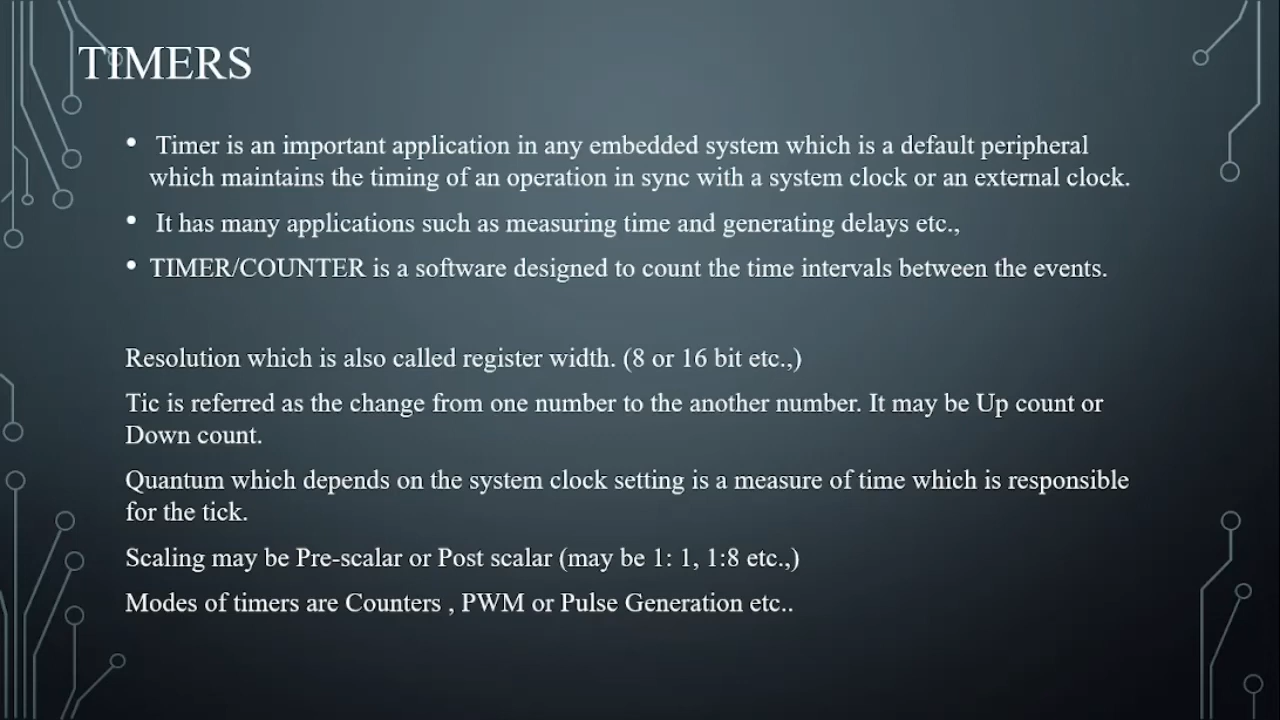 TIMERS
• Timer is an important application in any embedded system which is a default peripheral
which maintains the timing of an operation in sync with a system clock or an external clock.
• It has many applications such as measuring time and generating delays etc.,
• TIMER/COUNTER is a software designed to count the time intervals between the events.
Resolution which is also called register width. (8 or 16 bit etc.,)
Tic is referred as the change from one number to the another number. It may be Up count or
Down count.
Quantum which depends on the system clock setting is a measure of time which is responsible
for the tick.
Scaling may be Pre-scalar or Post scalar (may be 1: 1, 1:8 etc.,)
Modes of timers are Counters , PWM or Pulse Generation etc..